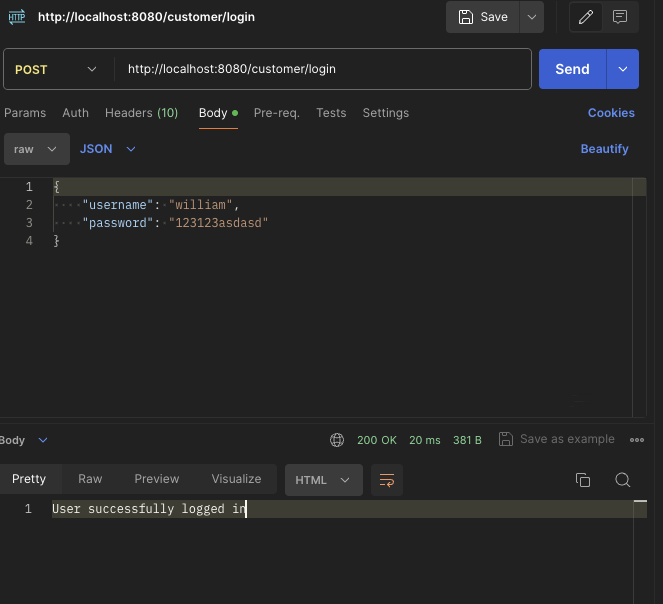 HTTP http://localhost:8080/customer/login Save
POST http://localhost:8080/customer/login Send
Params Auth Headers (10) Body Pre-req. Tests Settings Cookies
raw JSON Beautify
1 {
2 "username": "william",
3 "password": "123123asdasd"
4 }
Body 200 OK 20 ms 381 B Save as example
Pretty Raw Preview Visualize HTML
1 User successfully logged in